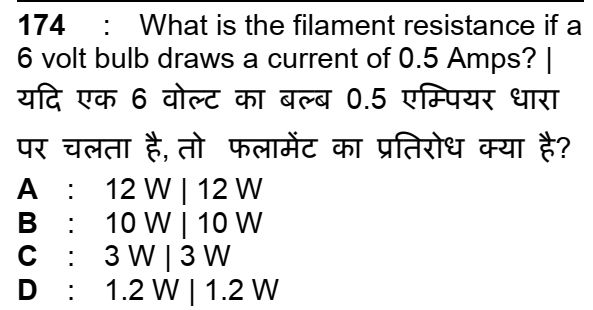 174 : What is the filament resistance if a
6 volt bulb draws a current of 0.5 Amps? |
यदि एक 6 वोल्ट का बल्ब 0.5 एम्पियर धारा
पर चलता है, तो फलामेंट का प्रतिरोध क्या है?
A : 12 W | 12 W
B : 10 W | 10 W
C : 3 W | 3 W
D : 1.2 W | 1.2 W